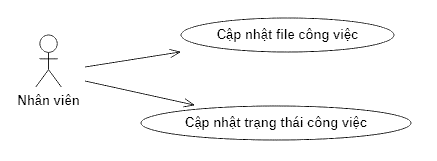 Cập nhật file công việc
Nhân viên
Cập nhật trạng thái công việc